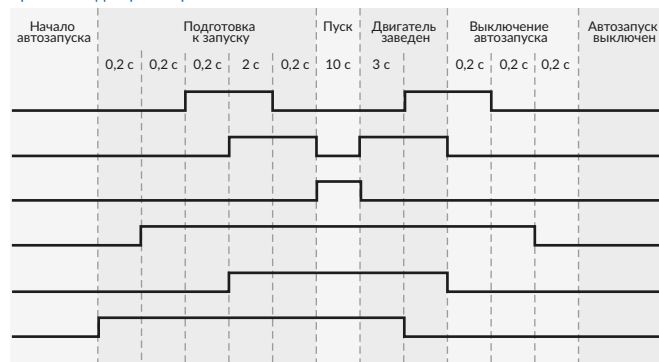 Начало
автозапуска
Подготовка
к запуску
Пуск
Двигатель
заведен
Выключение
автозапуска
Автозапуск
выключен
0,2 с 0,2 с 0,2 с 2 с 0,2 с 10 с 3 с 0,2 с 0,2 с 0,2 с